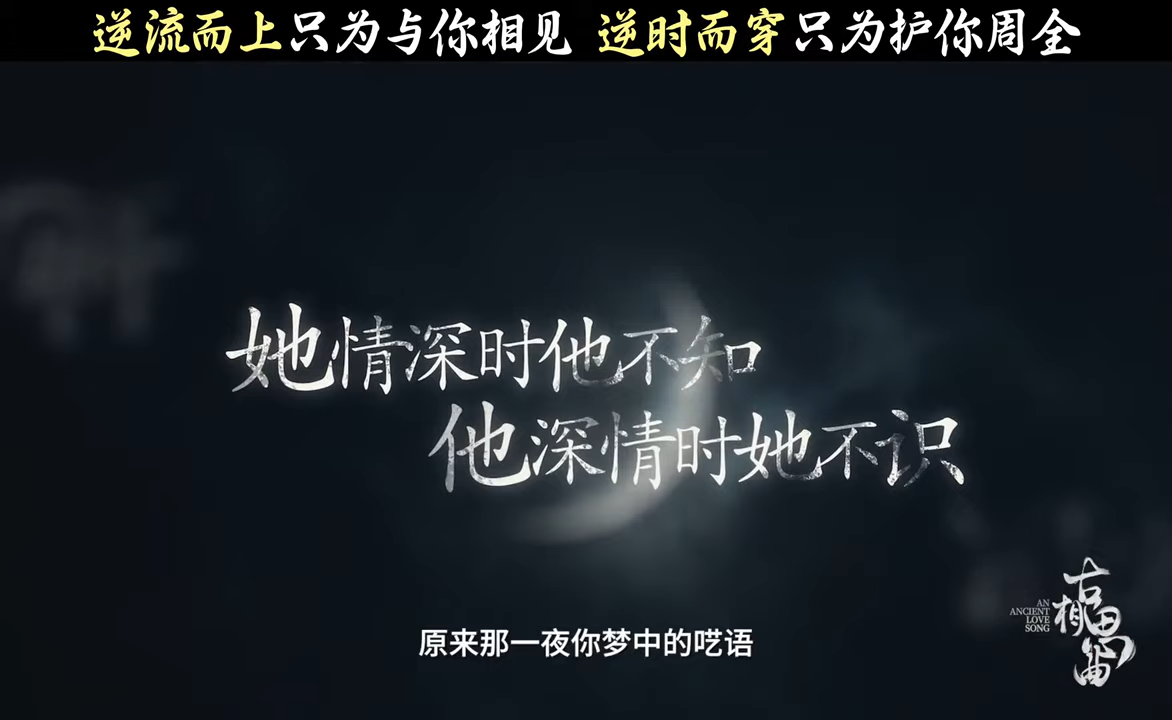 逆流而上只为与你相见 逆时而穿只为护你周全
她情深时他不知
他深情时她不识
原来那一夜你梦中的呓语
AN
ANCIENT
LOVE
SONG
古相思曲